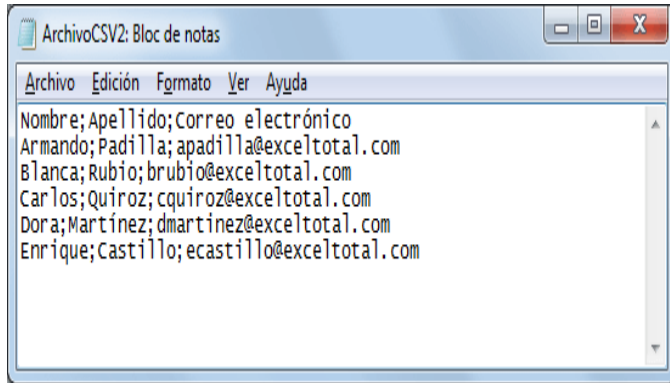 ArchivoCSV2: Bloc de notas
Archivo Edición Formato Ver Ayuda
Nombre;Apellido;Correo electrónico
Armando;Padilla;apadilla@exceltotal.com
Blanca;Rubio;brubio@exceltotal.com
Carlos;Quiroz;cquiroz@exceltotal.com
Dora;Martínez;dmartinez@exceltotal.com
Enrique;Castillo;ecastillo@exceltotal.com